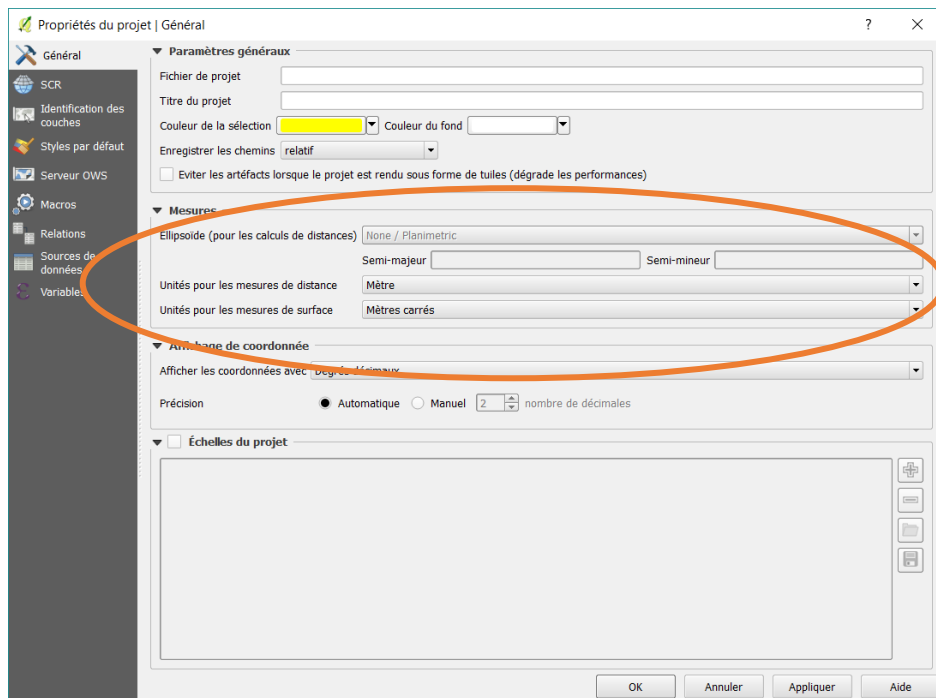 Propriétés du projet | Général
?
Général
SCR
Identification des
couches
Styles par défaut
Serveur OWS
Macros
Relations
Sources de
données
Variables
Paramètres généraux
Fichier de projet
Titre du projet
Couleur de la sélection Couleur du fond
Enregistrer les chemins relatif
Eviter les artéfacts lorsque le projet est rendu sous forme de tuiles (dégrade les performances)
Mesures
Ellipsoïde (pour les calculs de distances) None / Planimetric
Semi-majeur Semi-mineur
Unités pour les mesures de distance Mètre
Unités pour les mesures de surface Mètres carrés
Affichage de coordonnée
Afficher les coordonnées avec Degrés décimaux
Précision Automatique Manuel 2 nombre de décimales
Échelles du projet
OK Annuler Appliquer Aide